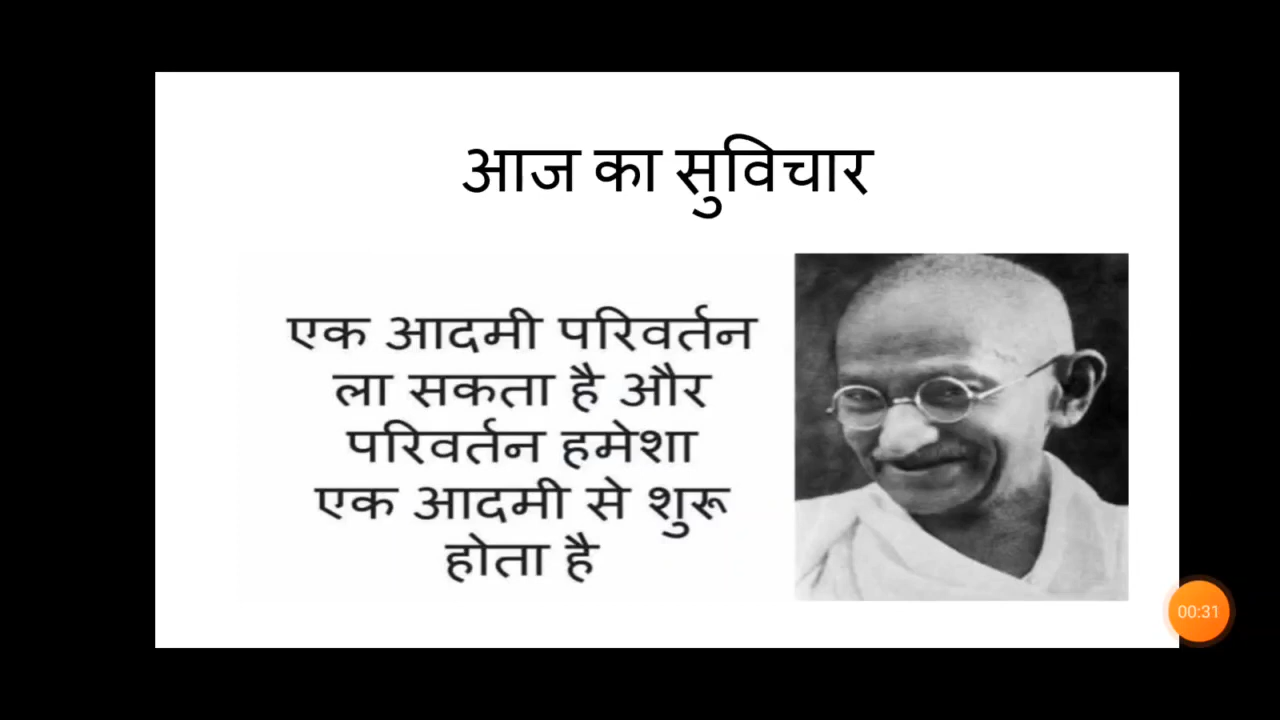 आज का सुविचार
एक आदमी परिवर्तन
ला सकता है और
परिवर्तन हमेशा
एक आदमी से शुरू
होता है
00:31